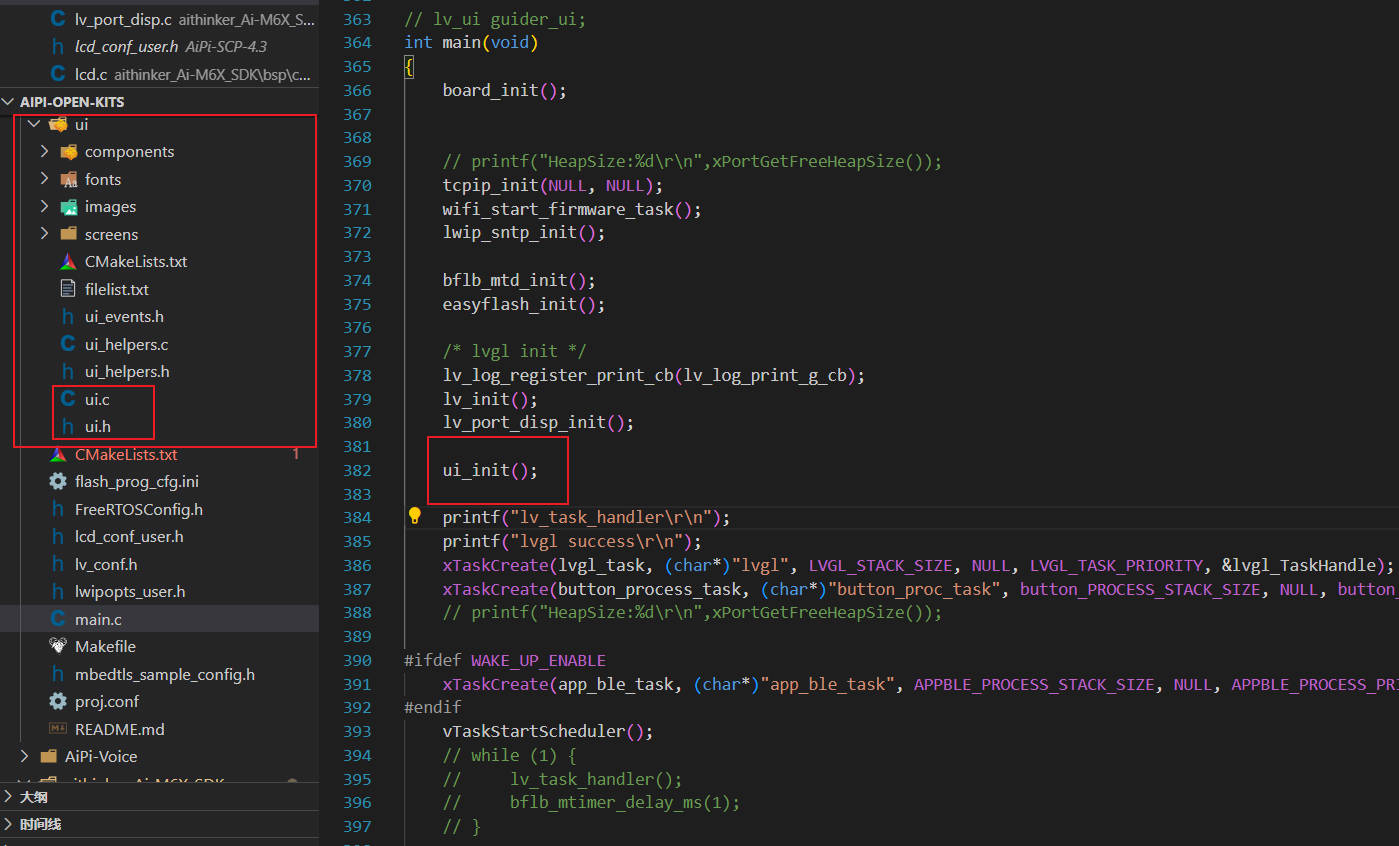 lv_port_disp.c aithinker_Ai-M6X_S...
lcd_conf_user.h AiPi-SCP-4.3
lcd.c aithinker_Ai-M6X_SDK\bsp\c...
AIPI-OPEN-KITS
ui
components
fonts
images
screens
CMakeLists.txt
filelist.txt
ui_events.h
ui_helpers.c
ui_helpers.h
ui.c
ui.h
CMakeLists.txt 1
flash_prog_cfg.ini
FreeRTOSConfig.h
lcd_conf_user.h
lv_conf.h
lwipopts_user.h
main.c
Makefile
mbedtls_sample_config.h
proj.conf
README.md
AiPi-Voice
aithinker_Ai-M6X_SDK
大纲
时间线
363 // lv_ui guider_ui;
364 int main(void)
365 {
366 board_init();
367
368
369 // printf("HeapSize:%d\r\n",xPortGetFreeHeapSize());
370 tcpip_init(NULL, NULL);
371 wifi_start_firmware_task();
372 lwip_sntp_init();
373
374 bflb_mtd_init();
375 easyflash_init();
376
377 /* lvgl init */
378 lv_log_register_print_cb(lv_log_print_g_cb);
379 lv_init();
380 lv_port_disp_init();
381
382 ui_init();
383
384 printf("lv_task_handler\r\n");
385 printf("lvgl success\r\n");
386 xTaskCreate(lvgl_task, (char*)"lvgl", LVGL_STACK_SIZE, NULL, LVGL_TASK_PRIORITY, &lvgl_TaskHandle);
387 xTaskCreate(button_process_task, (char*)"button_proc_task", button_PROCESS_STACK_SIZE, NULL, button_
388 // printf("HeapSize:%d\r\n",xPortGetFreeHeapSize());
389
390 #ifdef WAKE_UP_ENABLE
391 xTaskCreate(app_ble_task, (char*)"app_ble_task", APPBLE_PROCESS_STACK_SIZE, NULL, APPBLE_PROCESS_PRI
392 #endif
393 vTaskStartScheduler();
394 // while (1) {
395 // lv_task_handler();
396 // bflb_mtimer_delay_ms(1);
397 // }